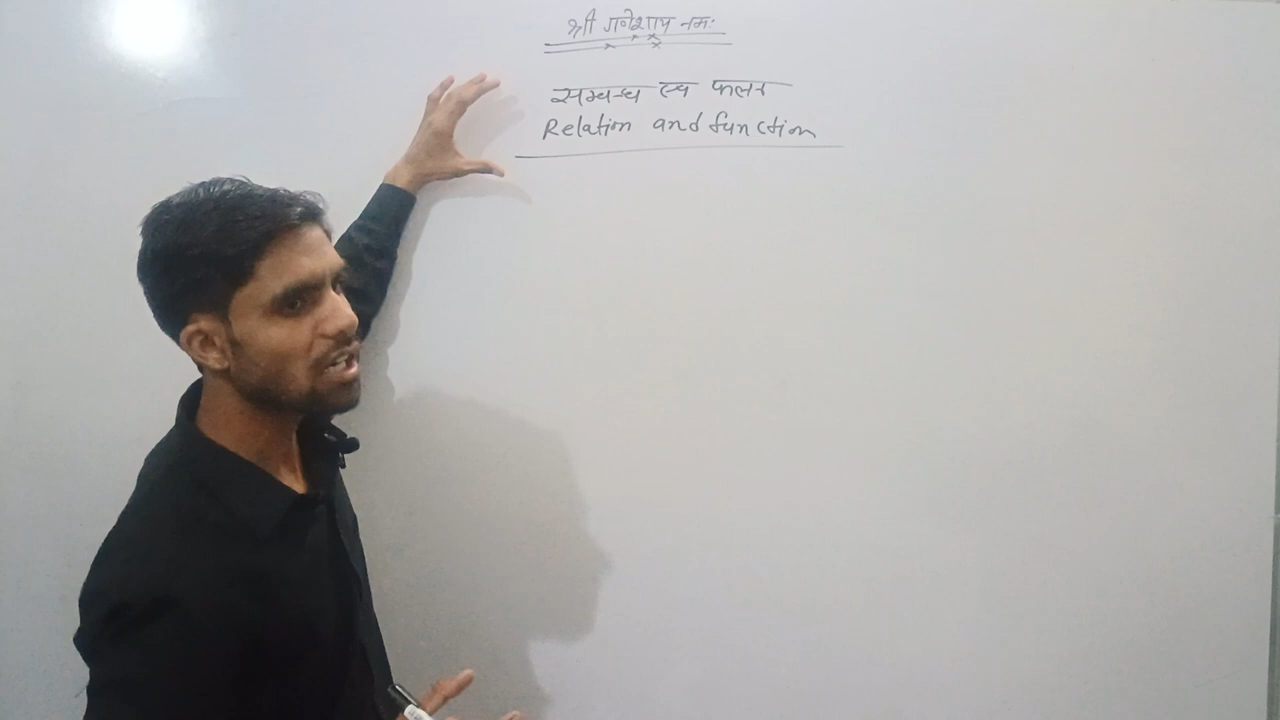 श्री गणेशाय नमः
सम्बन्ध एवं फलन
Relation and function